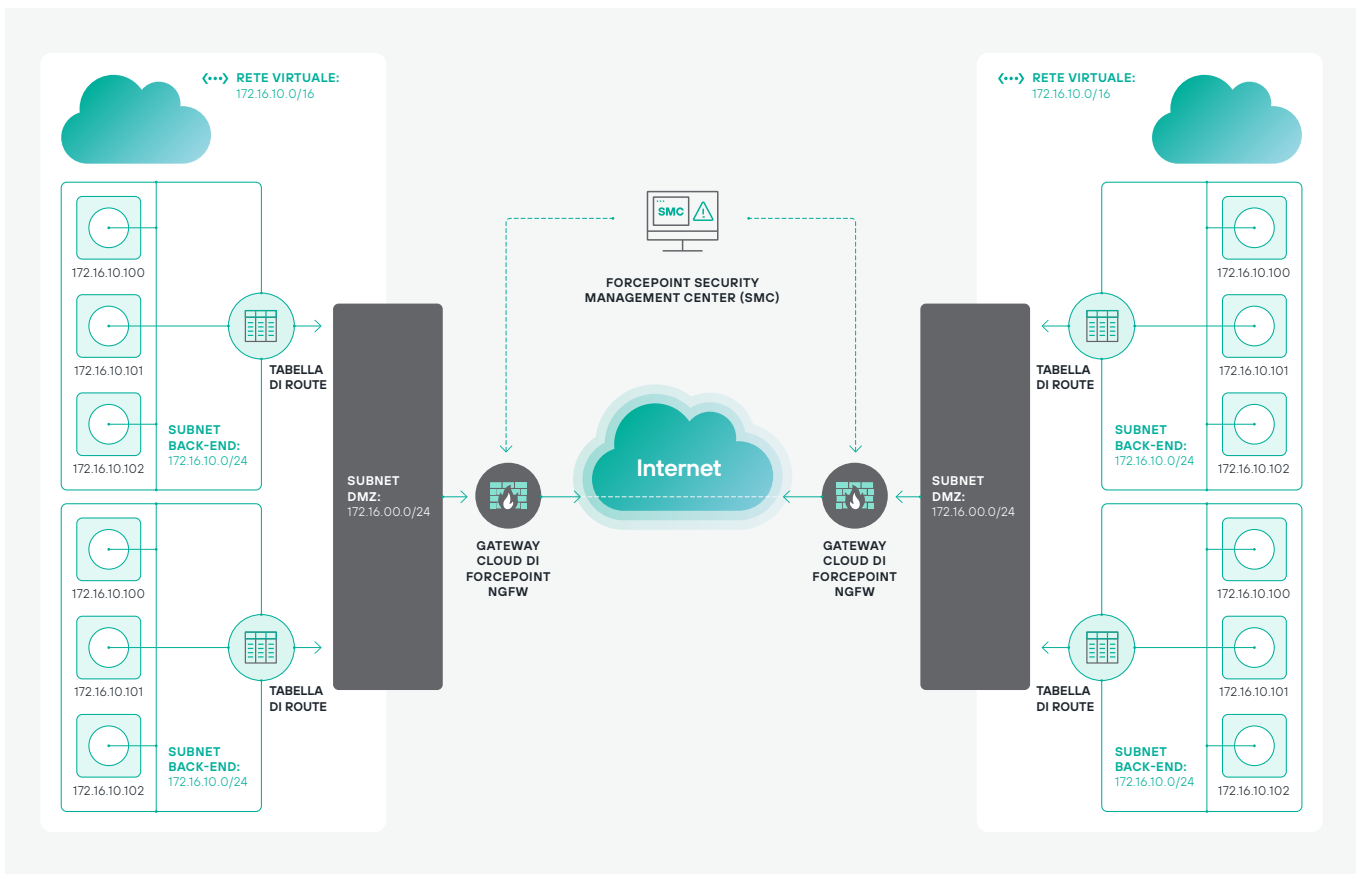 RETE VIRTUALE:
172.16.10.0/16
172.16.10.100
172.16.10.101
172.16.10.102
TABELLA
DI ROUTE
SUBNET
BACK-END:
172.16.10.0/24
172.16.10.100
172.16.10.101
172.16.10.102
TABELLA
DI ROUTE
SUBNET
BACK-END:
172.16.10.0/24
SUBNET
DMZ:
172.16.00.0/24
GATEWAY
CLOUD DI
FORCEPOINT
NGFW
SMC
FORCEPOINT SECURITY
MANAGEMENT CENTER (SMC)
Internet
GATEWAY
CLOUD DI
FORCEPOINT
NGFW
SUBNET
DMZ:
172.16.00.0/24
RETE VIRTUALE:
172.16.10.0/16
TABELLA
DI ROUTE
SUBNET
BACK-END:
172.16.10.0/24
172.16.10.100
172.16.10.101
172.16.10.102
TABELLA
DI ROUTE
SUBNET
BACK-END:
172.16.10.0/24
172.16.10.100
172.16.10.101
172.16.10.102